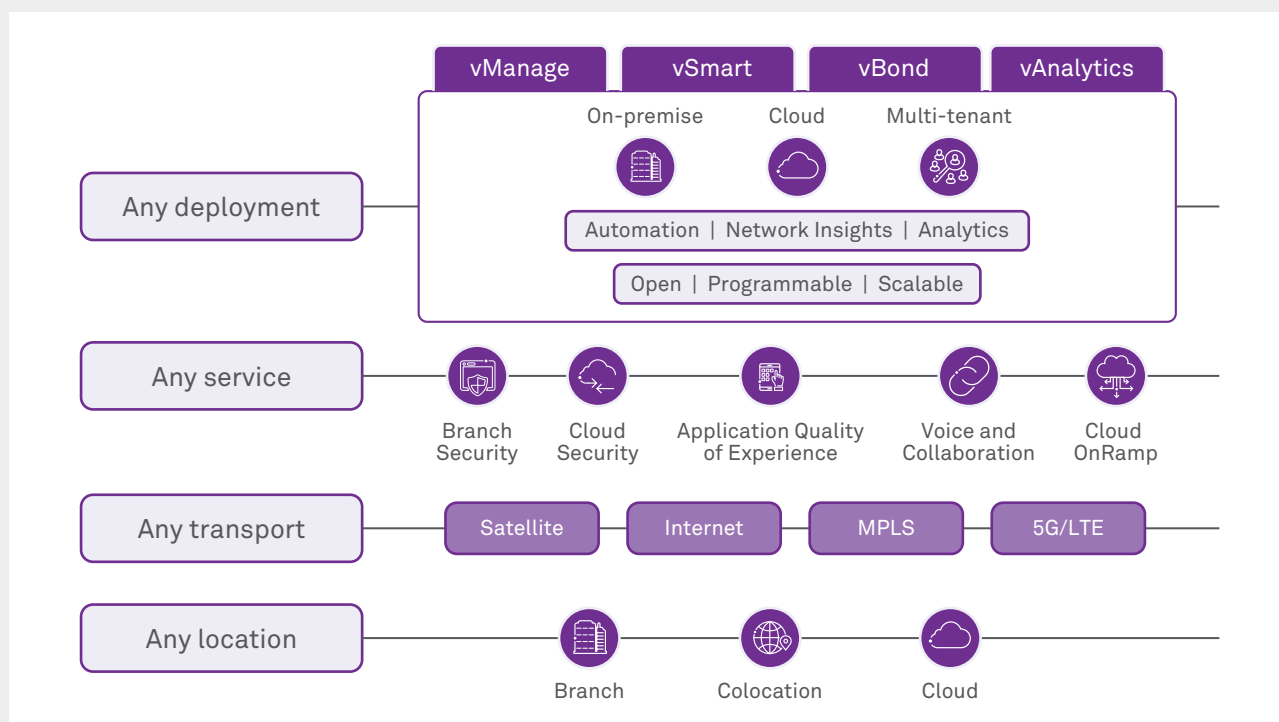 vManage
vSmart
vBond
vAnalytics
On-premise
Cloud
Multi-tenant
Any deployment
Automation | Network Insights | Analytics
Open | Programmable | Scalable
Any service
Branch
Security
Cloud
Security
Application Quality
of Experience
Voice and
Collaboration
Cloud
OnRamp
Any transport
Satellite
Internet
MPLS
5G/LTE
Any location
Branch
Colocation
Cloud